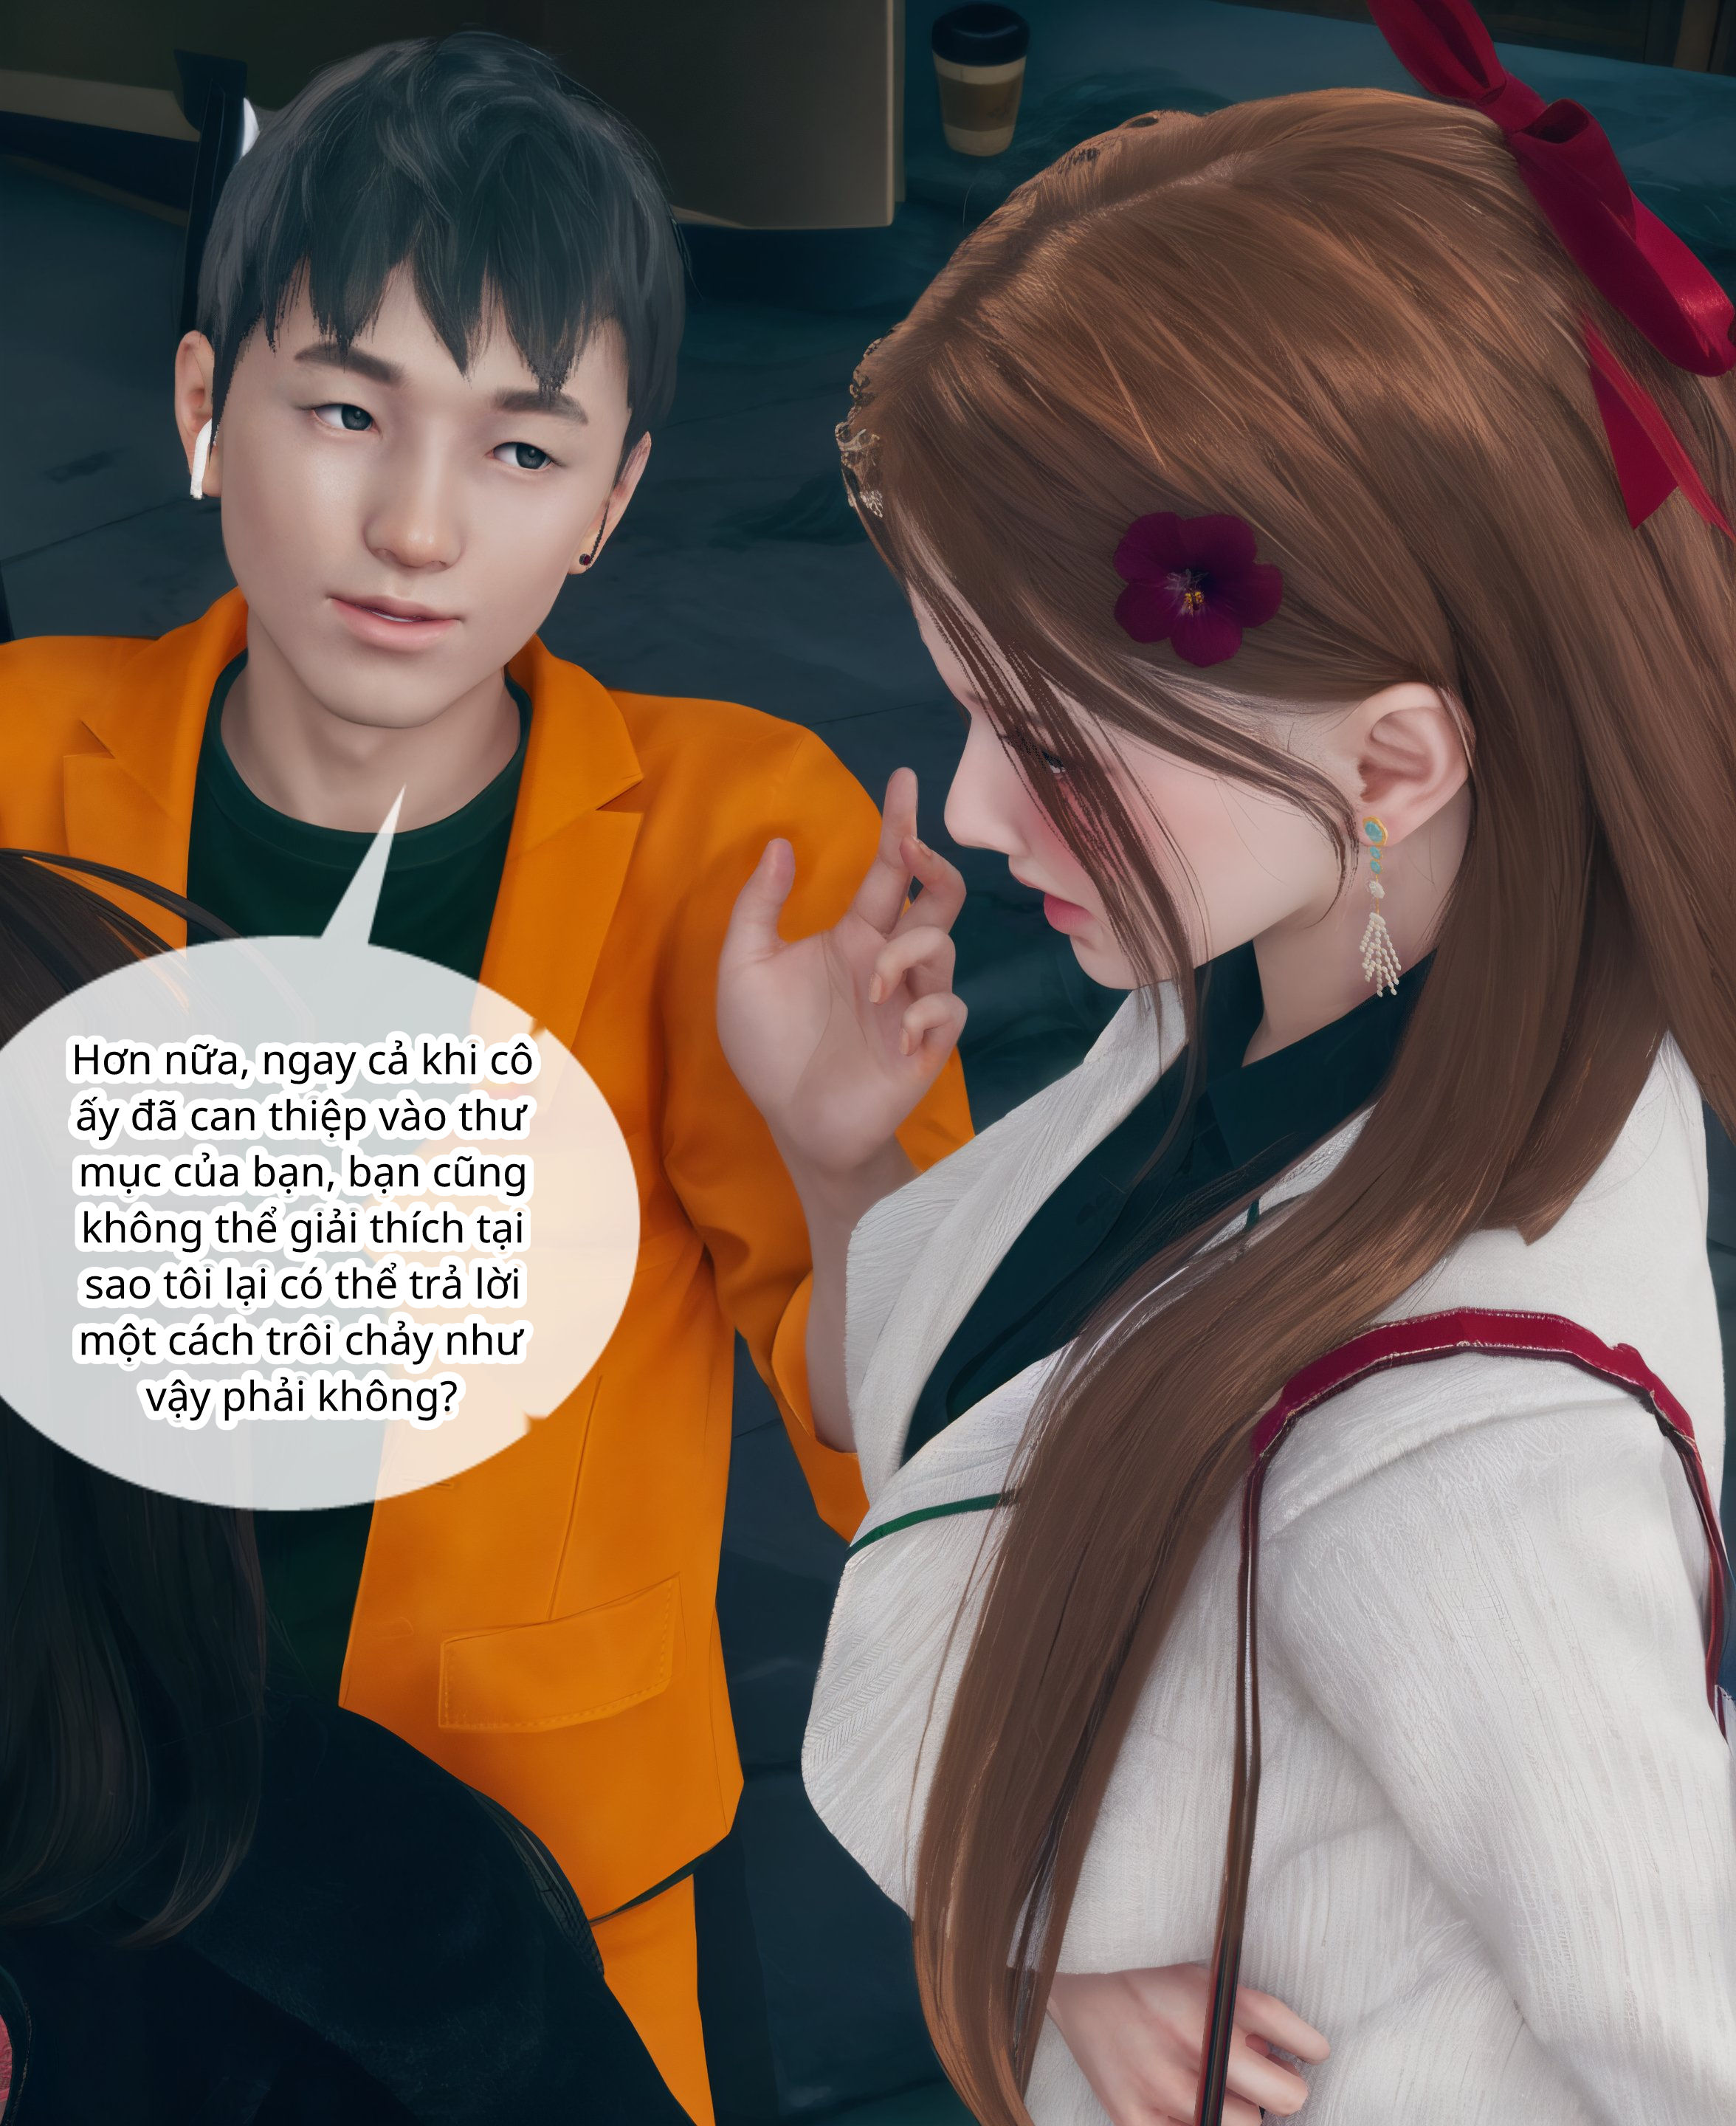 Hơn nữa, ngay cả khi cô
ấy đã can thiệp vào thư
mục của bạn, bạn cũng
không thể giải thích tại
sao tôi lại có thể trả lời
một cách trôi chảy như
vậy phải không?